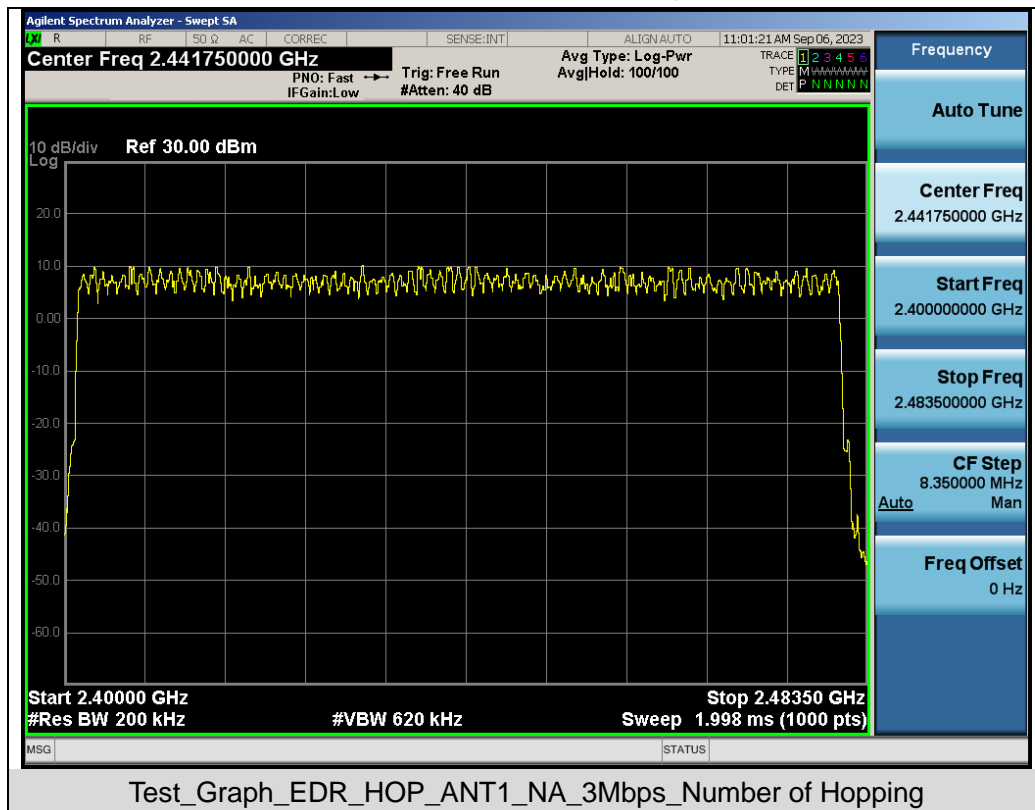 Agilent Spectrum Analyzer - Swept SA
LXI R RF 50 Ω AC CORREC SENSE:INT ALIGN AUTO 11:01:21 AM Sep 06, 2023
Center Freq 2.441750000 GHz
PNO: Fast
IFGain:Low
Trig: Free Run
#Atten: 40 dB
Avg Type: Log-Pwr
Avg|Hold: 100/100
TRACE 1 2 3 4 5 6
TYPE M
DET P N N N N N
10 dB/div Ref 30.00 dBm
Log
20.0
10.0
0.00
-10.0
-20.0
-30.0
-40.0
-50.0
-60.0
Start 2.40000 GHz Stop 2.48350 GHz
#Res BW 200 kHz #VBW 620 kHz Sweep 1.998 ms (1000 pts)
MSG STATUS
Frequency
Auto Tune
Center Freq
2.441750000 GHz
Start Freq
2.400000000 GHz
Stop Freq
2.483500000 GHz
CF Step
8.350000 MHz
Auto Man
Freq Offset
0 Hz
Test_Graph_EDR_HOP_ANT1_NA_3Mbps_Number of Hopping